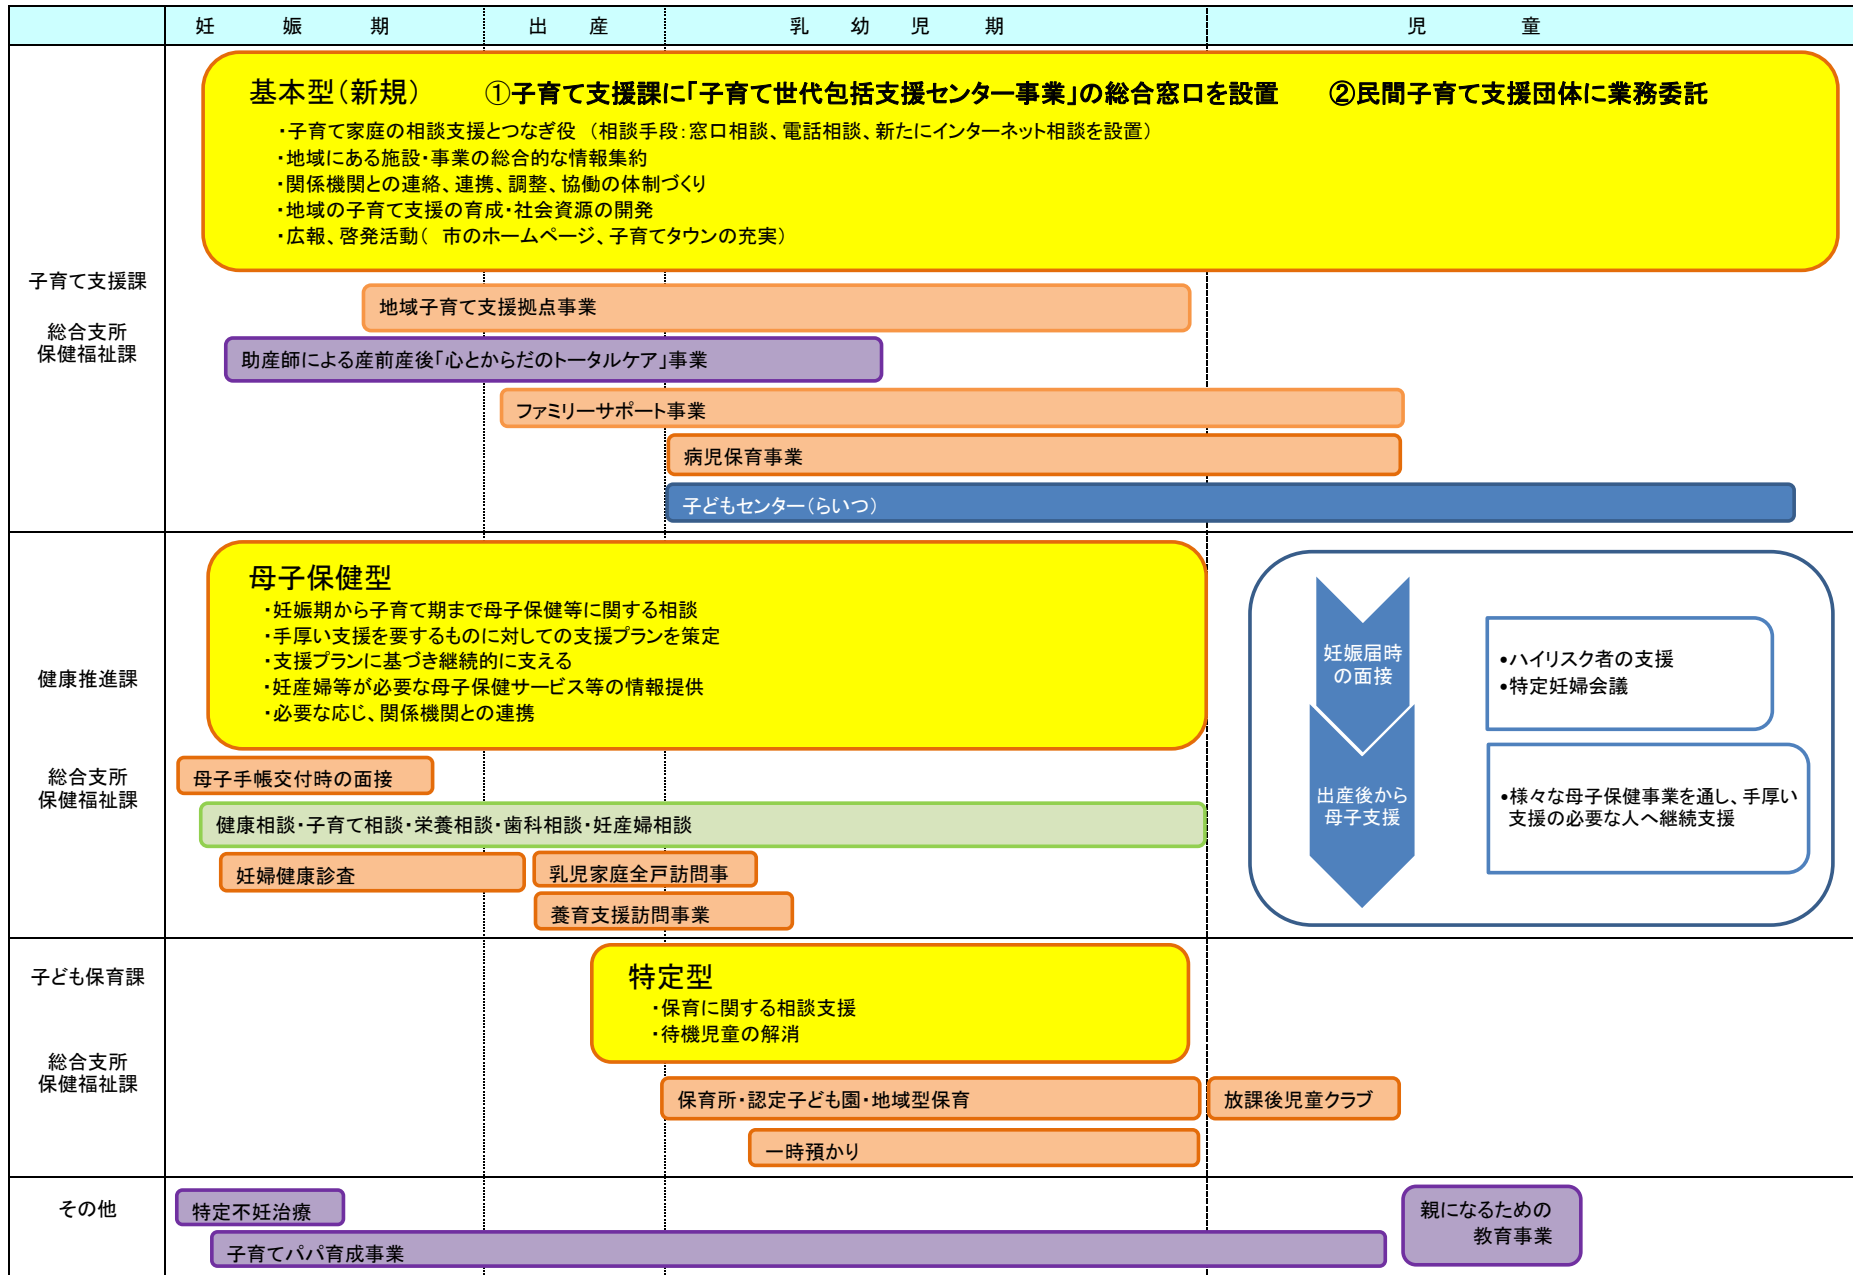 妊娠期 出産 乳幼児期 児童
子育て支援課
総合支所
保健福祉課
基本型(新規) ①子育て支援課に「子育て世代包括支援センター事業」の総合窓口を設置 ②民間子育て支援団体に業務委託
・子育て家庭の相談支援とつなぎ役 (相談手段:窓口相談、電話相談、新たにインターネット相談を設置)
・地域にある施設・事業の総合的な情報集約
・関係機関との連絡、連携、調整、協働の体制づくり
・地域の子育て支援の育成・社会資源の開発
・広報、啓発活動( 市のホームページ、子育てタウンの充実)
地域子育て支援拠点事業
助産師による産前産後「心とからだのトータルケア」事業
ファミリーサポート事業
病児保育事業
子どもセンター(らいつ)
健康推進課
総合支所
保健福祉課
母子保健型
・妊娠期から子育て期まで母子保健等に関する相談
・手厚い支援を要するものに対しての支援プランを策定
・支援プランに基づき継続的に支える
・妊産婦等が必要な母子保健サービス等の情報提供
・必要な応じ、関係機関との連携
母子手帳交付時の面接
健康相談・子育て相談・栄養相談・歯科相談・妊産婦相談
妊婦健康診査
乳児家庭全戸訪問事
養育支援訪問事業
妊娠届時
の面接
•ハイリスク者の支援
•特定妊婦会議
出産後から
母子支援
•様々な母子保健事業を通し、手厚い
支援の必要な人へ継続支援
子ども保育課
総合支所
保健福祉課
特定型
・保育に関する相談支援
・待機児童の解消
保育所・認定子ども園・地域型保育
放課後児童クラブ
一時預かり
その他
特定不妊治療
子育てパパ育成事業
親になるための
教育事業